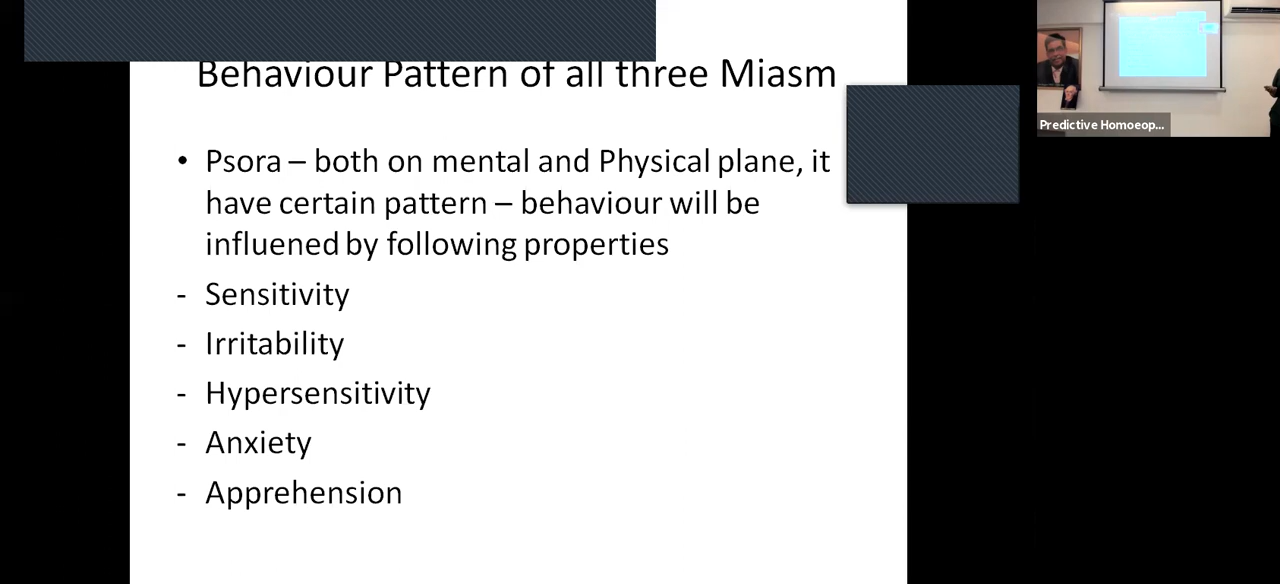 Behaviour Pattern of all three Miasm
• Psora – both on mental and Physical plane, it
have certain pattern – behaviour will be
influened by following properties
- Sensitivity
- Irritability
- Hypersensitivity
- Anxiety
- Apprehension
Predictive Homoeop...